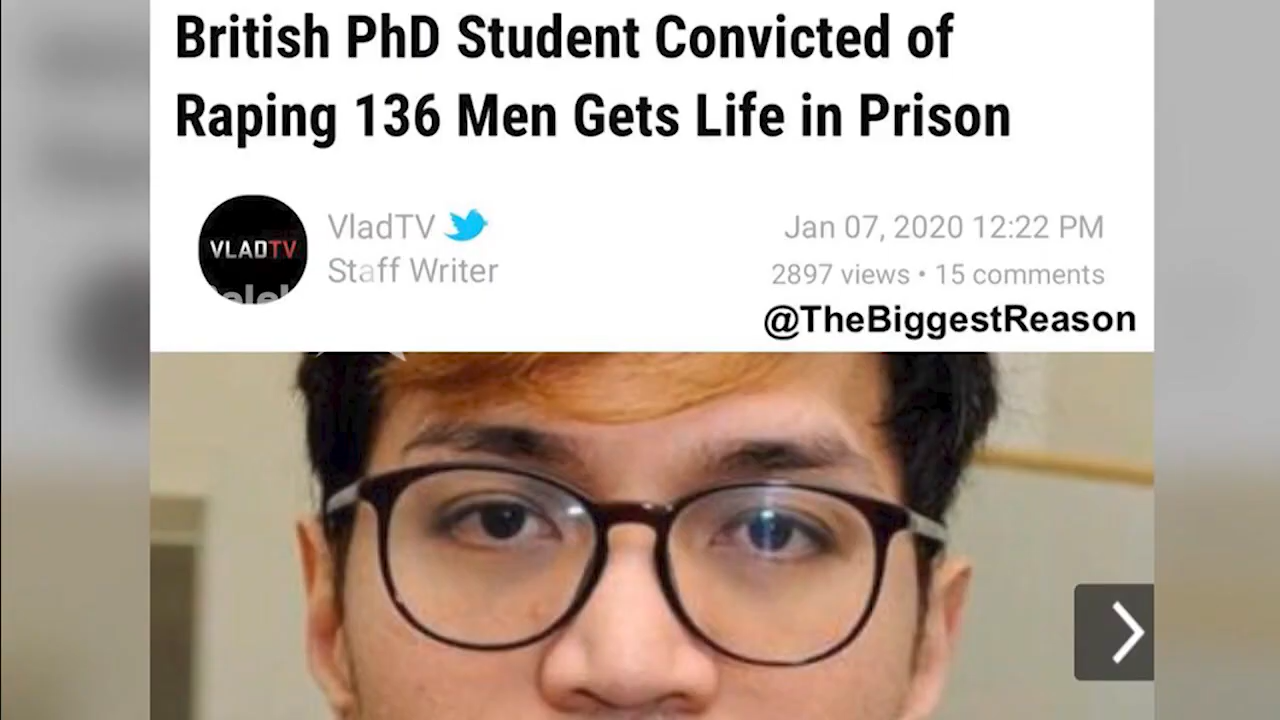 British PhD Student Convicted of
Raping 136 Men Gets Life in Prison
VladTV
Jan 07, 2020 12:22 PM
VLADTV
Staff Writer
2897 views • 15 comments
@TheBiggestReason